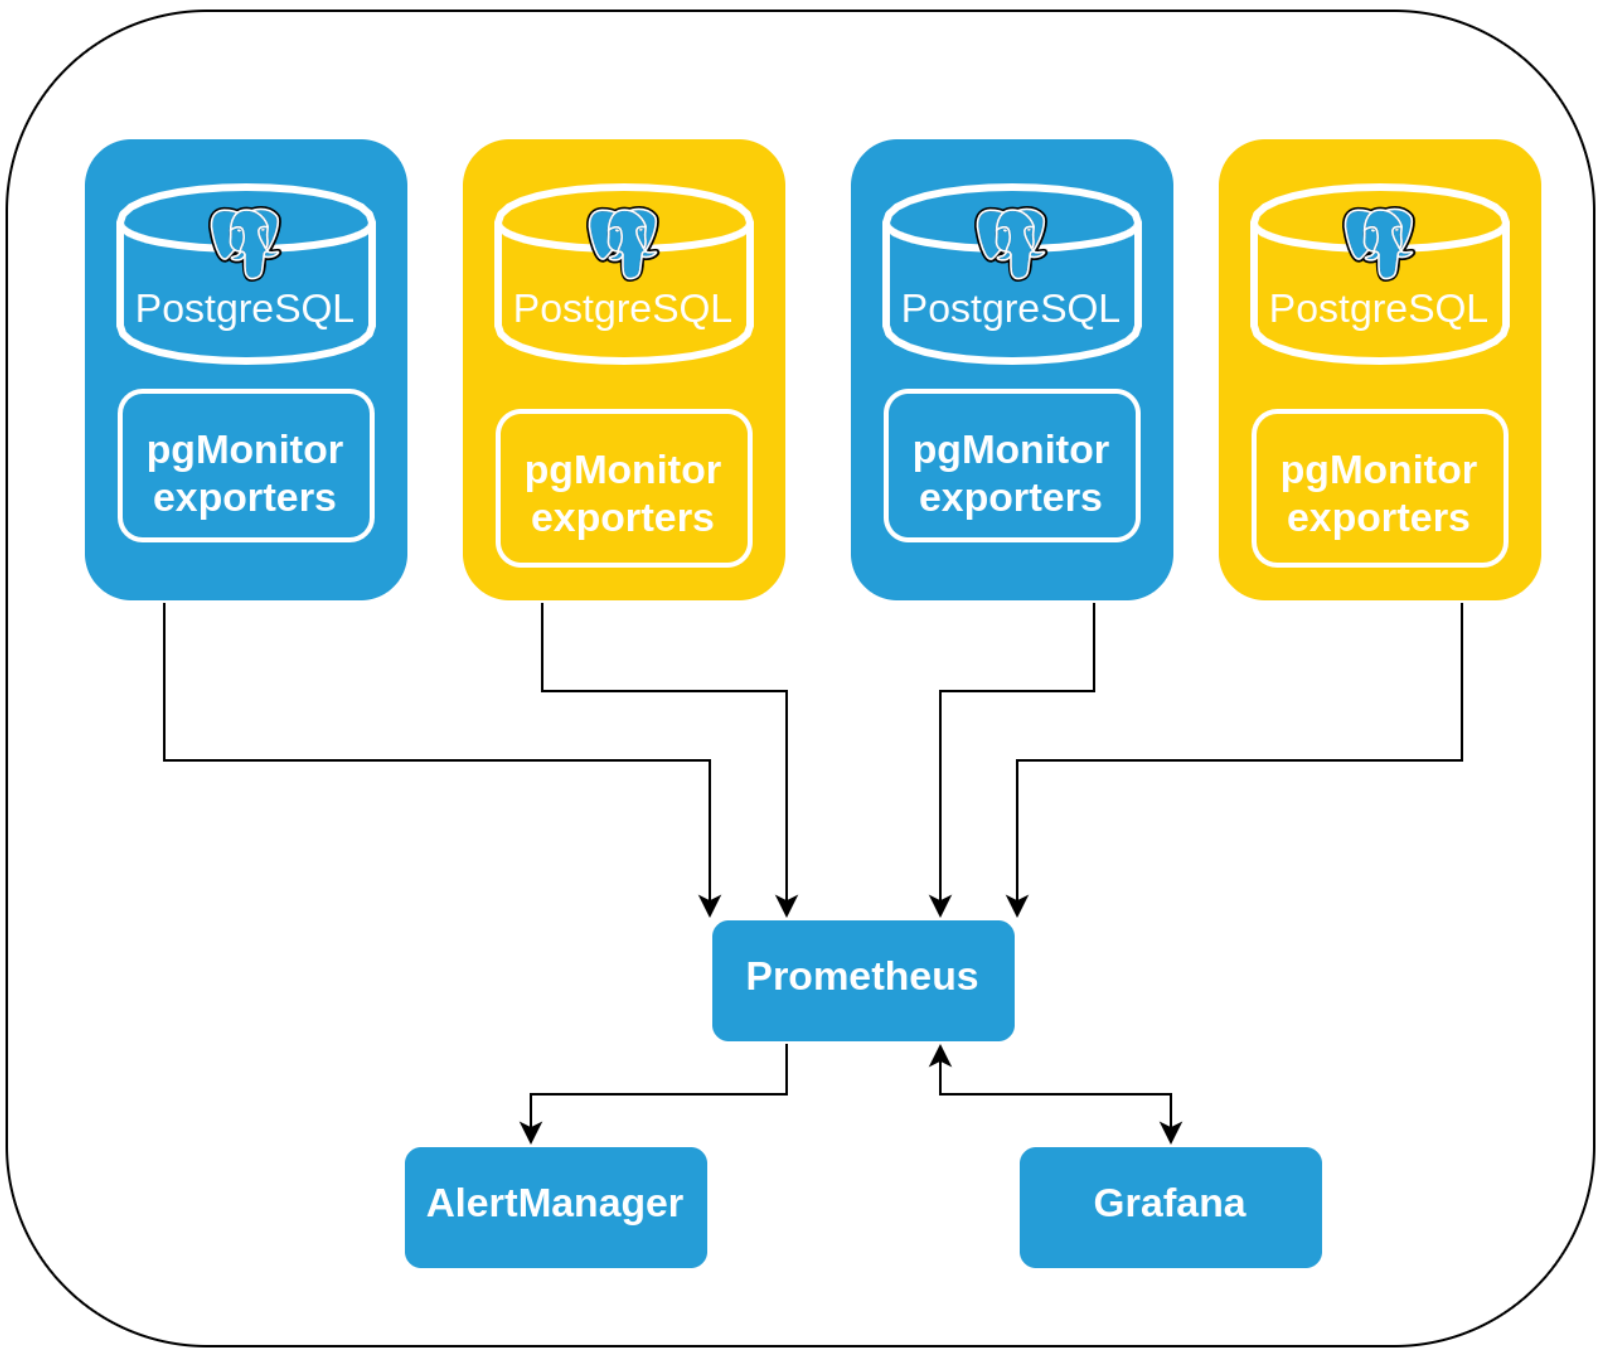 PostgreSQL
pgMonitor
exporters
PostgreSQL
pgMonitor
exporters
PostgreSQL
pgMonitor
exporters
PostgreSQL
pgMonitor
exporters
Prometheus
AlertManager
Grafana